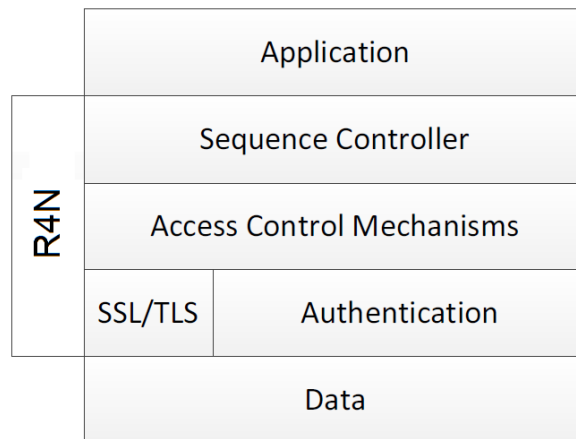 Application
R4N
Sequence Controller
Access Control Mechanisms
SSL/TLS
Authentication
Data